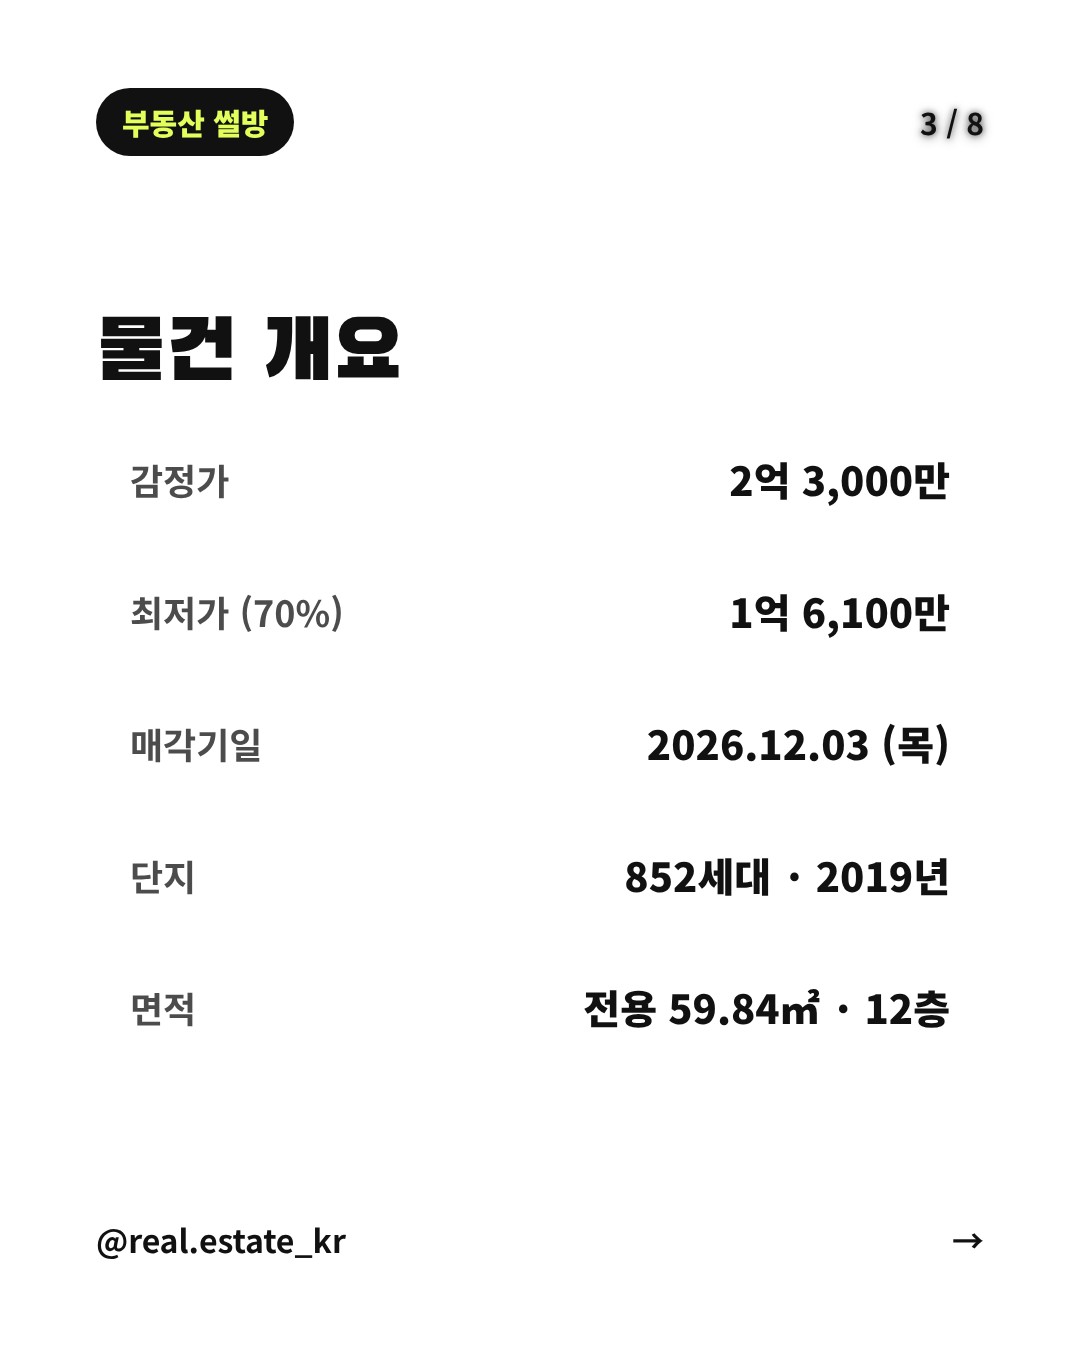 부동산 썰방
3 / 8
물건 개요
감정가 2억 3,000만
최저가 (70%) 1억 6,100만
매각기일 2026.12.03 (목)
단지 852세대 · 2019년
면적 전용 59.84㎡ · 12층
@real.estate_kr →